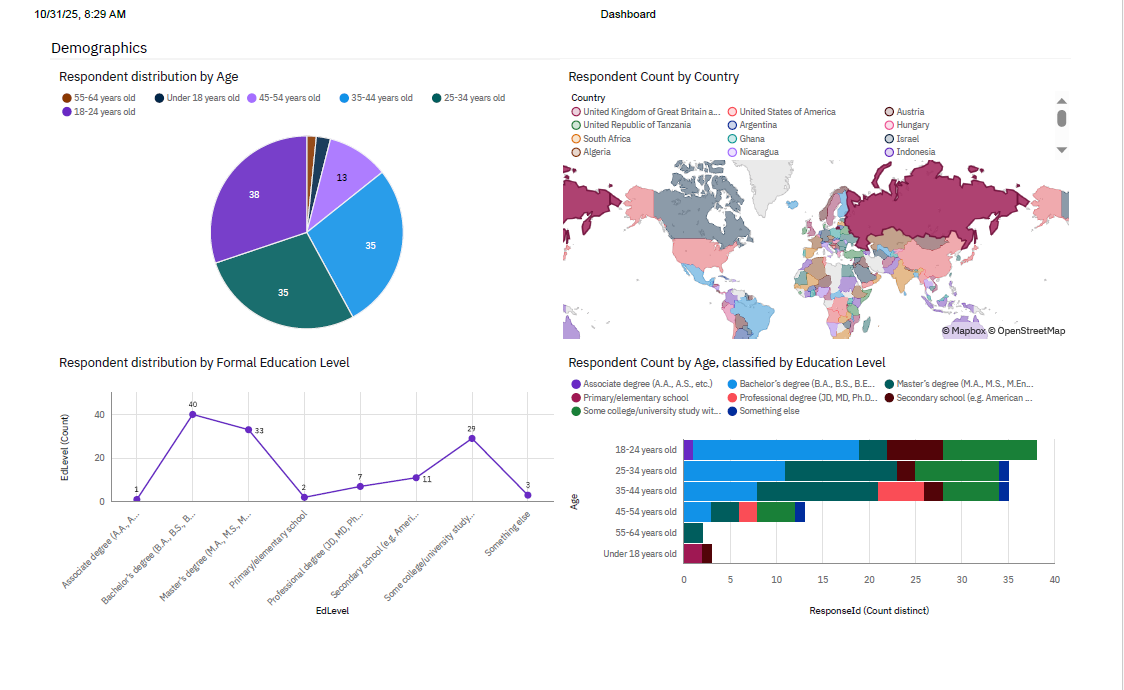 10/31/25, 8:29 AM
Dashboard
Demographics
Respondent distribution by Age
55-64 years old
Under 18 years old
45-54 years old
35-44 years old
25-34 years old
18-24 years old
38
13
35
35
Respondent Count by Country
Country
United Kingdom of Great Britain a...
United States of America
Austria
United Republic of Tanzania
Argentina
Hungary
South Africa
Ghana
Israel
Algeria
Nicaragua
Indonesia
© Mapbox © OpenStreetMap
Respondent distribution by Formal Education Level
EdLevel (Count)
40
20
0
1
40
33
2
7
11
29
3
Associate degree (A.A., A...
Bachelor's degree (B.A., B.S., B...
Master's degree (M.A., M.S., M...
Primary/elementary school
Professional degree (JD, MD, Ph...
Secondary school (e.g. Ameri...
Some college/university study...
Something else
EdLevel
Respondent Count by Age, classified by Education Level
Associate degree (A.A., A.S., etc.)
Bachelor's degree (B.A., B.S., B.E...
Master's degree (M.A., M.S., M.En...
Primary/elementary school
Professional degree (JD, MD, Ph.D...
Secondary school (e.g. American ...
Some college/university study wit...
Something else
Age
18-24 years old
25-34 years old
35-44 years old
45-54 years old
55-64 years old
Under 18 years old
0
5
10
15
20
25
30
35
40
ResponseId (Count distinct)